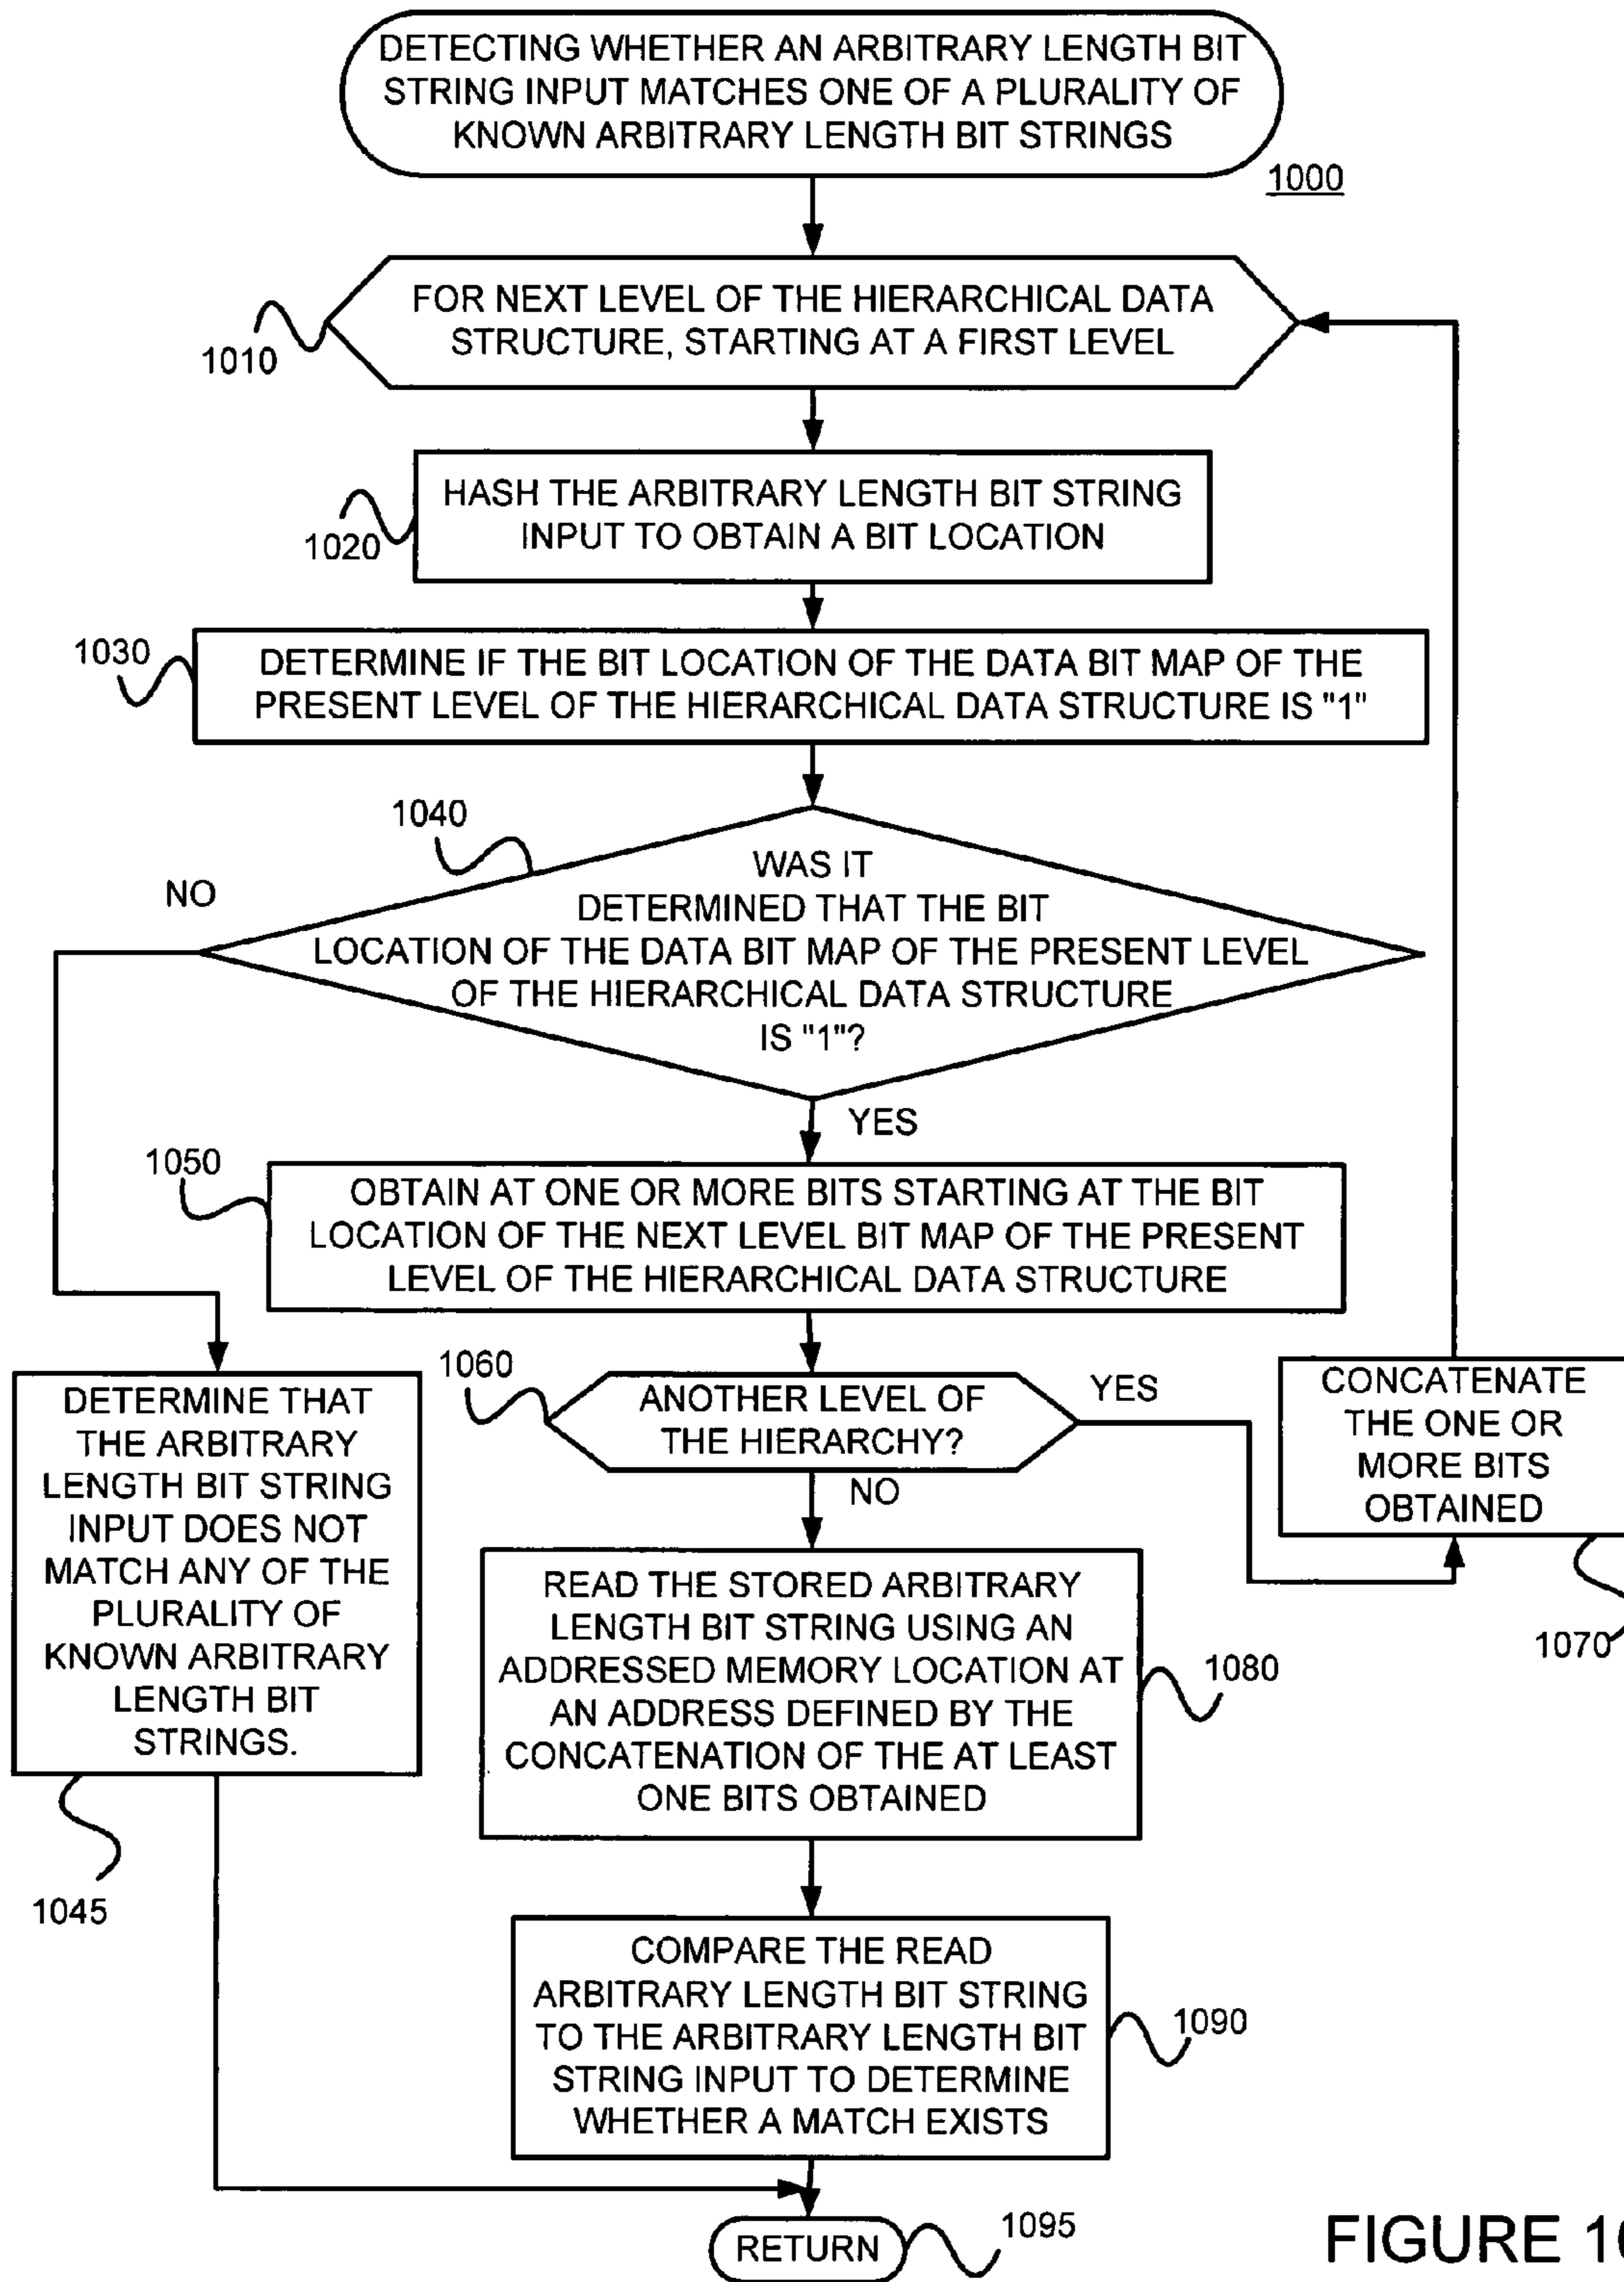 DETECTING WHETHER AN ARBITRARY LENGTH BIT
STRING INPUT MATCHES ONE OF A PLURALITY OF
KNOWN ARBITRARY LENGTH BIT STRINGS
1000
FOR NEXT LEVEL OF THE HIERARCHICAL DATA
STRUCTURE, STARTING AT A FIRST LEVEL
1010
HASH THE ARBITRARY LENGTH BIT STRING
INPUT TO OBTAIN A BIT LOCATION
1020
1030
DETERMINE IF THE BIT LOCATION OF THE DATA BIT MAP OF THE
PRESENT LEVEL OF THE HIERARCHICAL DATA STRUCTURE IS "1"
1040
NO
WAS IT
DETERMINED THAT THE BIT
LOCATION OF THE DATA BIT MAP OF THE PRESENT LEVEL
OF THE HIERARCHICAL DATA STRUCTURE
IS "1"?
YES
1050
OBTAIN AT ONE OR MORE BITS STARTING AT THE BIT
LOCATION OF THE NEXT LEVEL BIT MAP OF THE PRESENT
LEVEL OF THE HIERARCHICAL DATA STRUCTURE
1060
ANOTHER LEVEL OF
THE HIERARCHY?
YES
NO
CONCATENATE
THE ONE OR
MORE BITS
OBTAINED
1070
DETERMINE THAT
THE ARBITRARY
LENGTH BIT STRING
INPUT DOES NOT
MATCH ANY OF THE
PLURALITY OF
KNOWN ARBITRARY
LENGTH BIT
STRINGS.
1045
READ THE STORED ARBITRARY
LENGTH BIT STRING USING AN
ADDRESSED MEMORY LOCATION AT
AN ADDRESS DEFINED BY THE
CONCATENATION OF THE AT LEAST
ONE BITS OBTAINED
1080
COMPARE THE READ
ARBITRARY LENGTH BIT STRING
TO THE ARBITRARY LENGTH BIT
STRING INPUT TO DETERMINE
WHETHER A MATCH EXISTS
1090
RETURN
1095
FIGURE 10